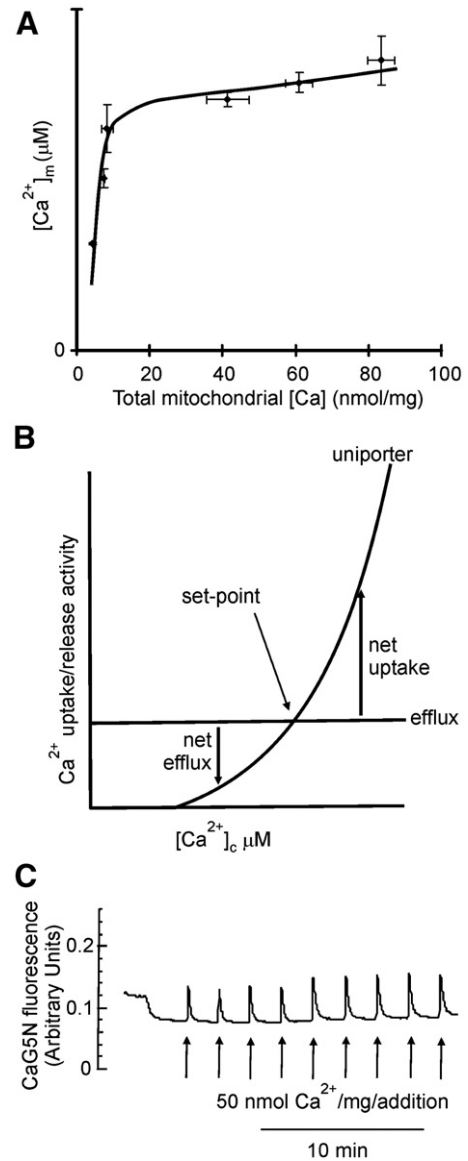 A
[Ca²⁺]ₘ (μM)
0
0
20
40
60
80
100
Total mitochondrial [Ca] (nmol/mg)
B
uniporter
Ca²⁺ uptake/release activity
set-point
net
uptake
efflux
net
efflux
[Ca²⁺]c μM
C
CaG5N fluorescence
(Arbitrary Units)
0.2
0.1
0
50 nmol Ca²⁺/mg/addition
10 min